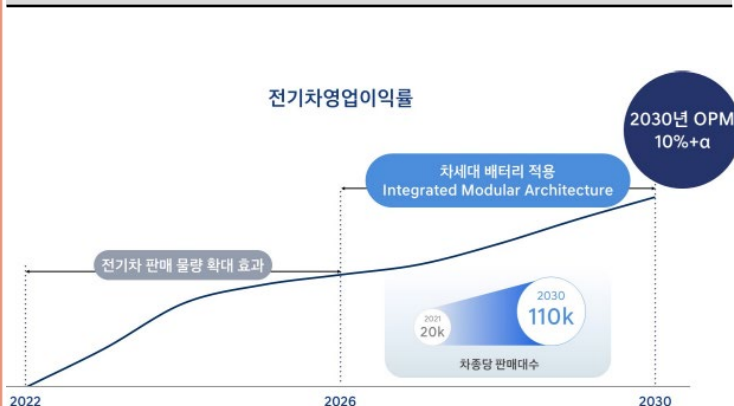 전기차영업이익률
2030년 OPM
10%+α
차세대 배터리 적용
Integrated Modular Architecture
전기차 판매 물량 확대 효과
2021
20k
2030
110k
차종당 판매대수
2022
2026
2030